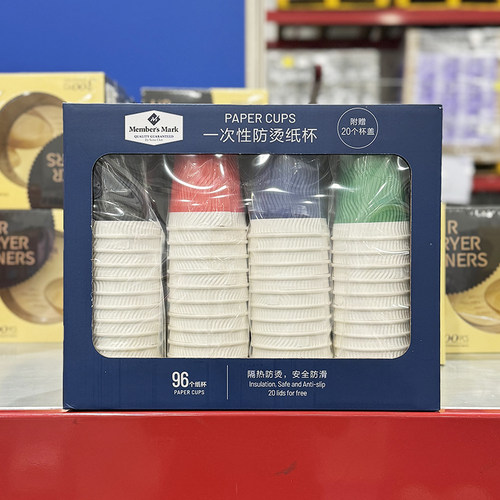 Member's Mark
QUALITY GUARANTEED
PAPER CUPS
一次性防烫纸杯
附赠
20个杯盖
96个纸杯
PAPER CUPS
隔热防烫，安全防滑
Insulation, Safe and Anti-slip
20 lids for free
RYER
NERS